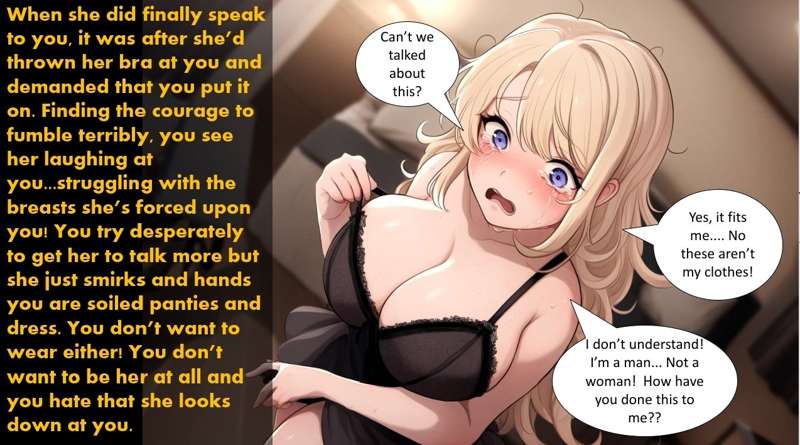 When she did finally speak
to you, it was after she'd
thrown her bra at you and
demanded that you put it
on. Finding the courage to
fumble terribly, you see
her laughing at
you...struggling with the
breasts she's forced upon
you! You try desperately
to get her to talk more but
she just smirks and hands
you are soiled panties and
dress. You don't want to
wear either! You don't
want to be her at all and
you hate that she looks
down at you.
Can't we
talked
about
this?
Yes, it fits
me.... No
these aren't
my clothes!
I don't understand!
I'm a man... Not a
woman! How have
you done this to
me??